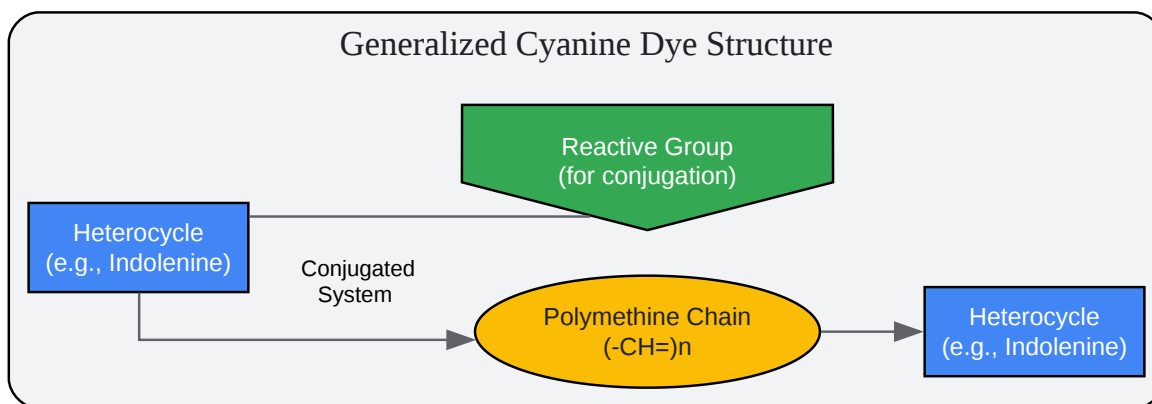 Generalized Cyanine Dye Structure
Reactive Group
(for conjugation)
Heterocycle
(e.g., Indolenine)
Conjugated
System
Polymethine Chain
(-CH=)n
Heterocycle
(e.g., Indolenine)